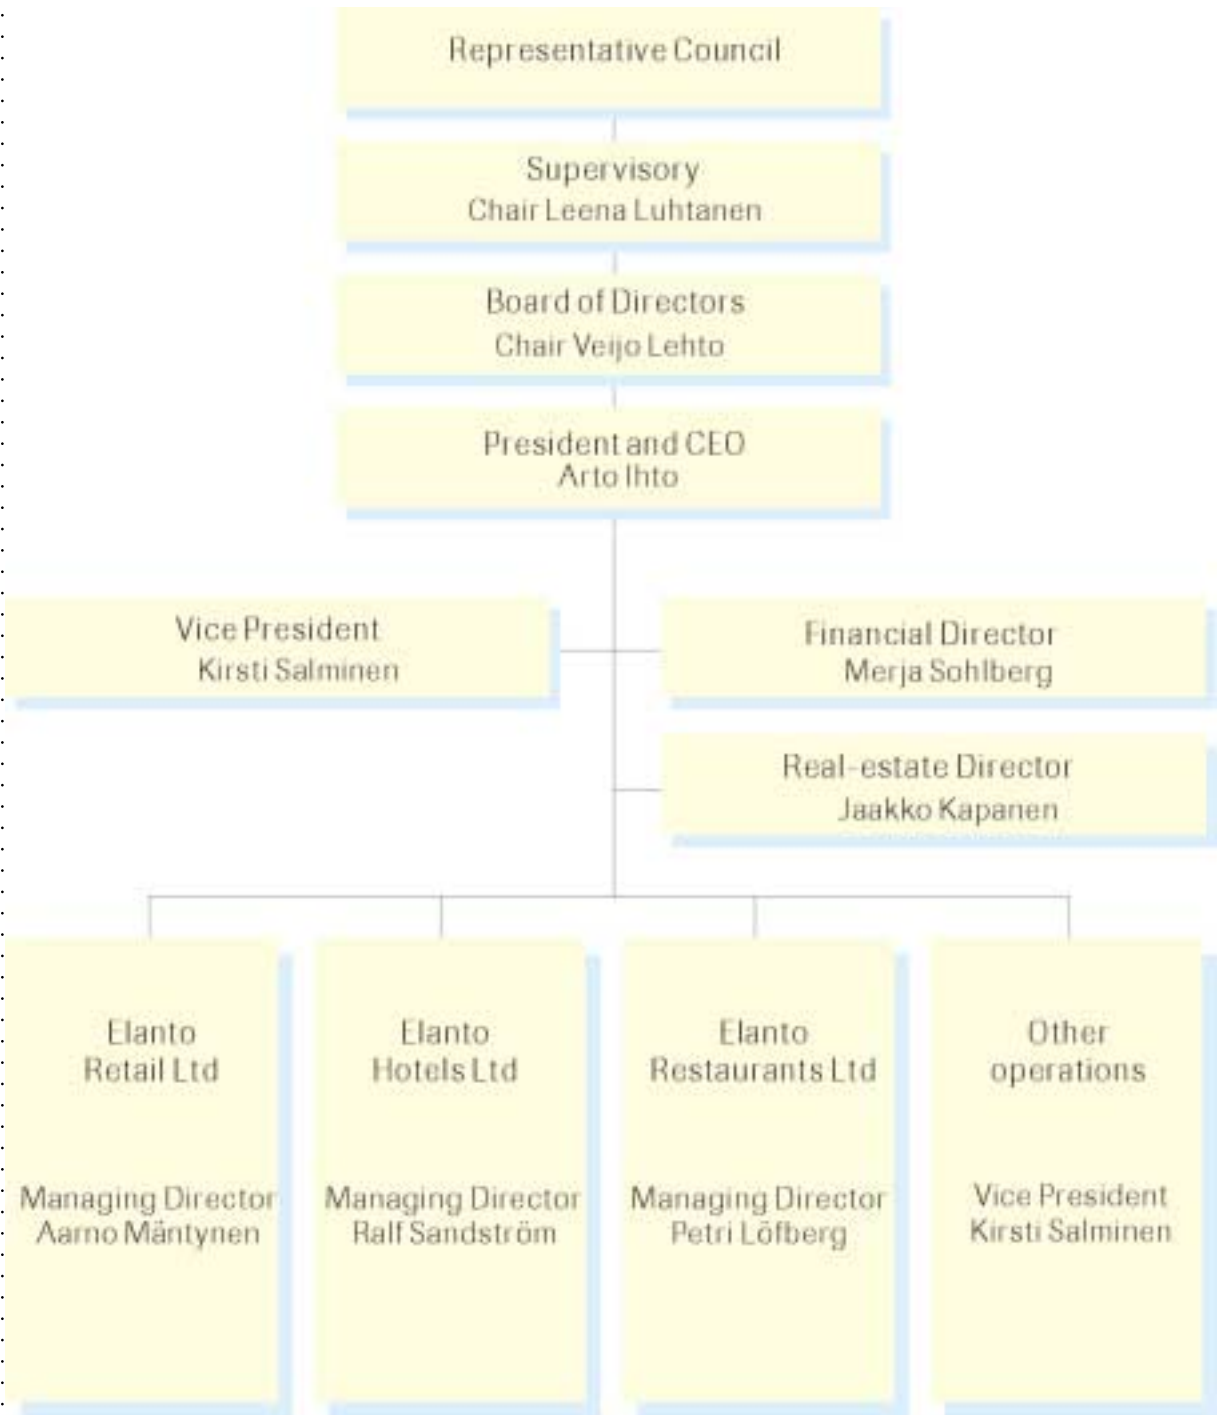 Representative Council
Supervisory
Chair Leena Luhtanen
Board of Directors
Chair Veijo Lehto
President and CEO
Arto Ihto
Vice President
Kirsti Salminen
Financial Director
Merja Sohlberg
Real-estate Director
Jaakko Kapanen
Elanto
Retail Ltd
Managing Director
Aarno Mäntynen
Elanto
Hotels Ltd
Managing Director
Ralf Sandström
Elanto
Restaurants Ltd
Managing Director
Petri Löfberg
Other
operations
Vice President
Kirsti Salminen